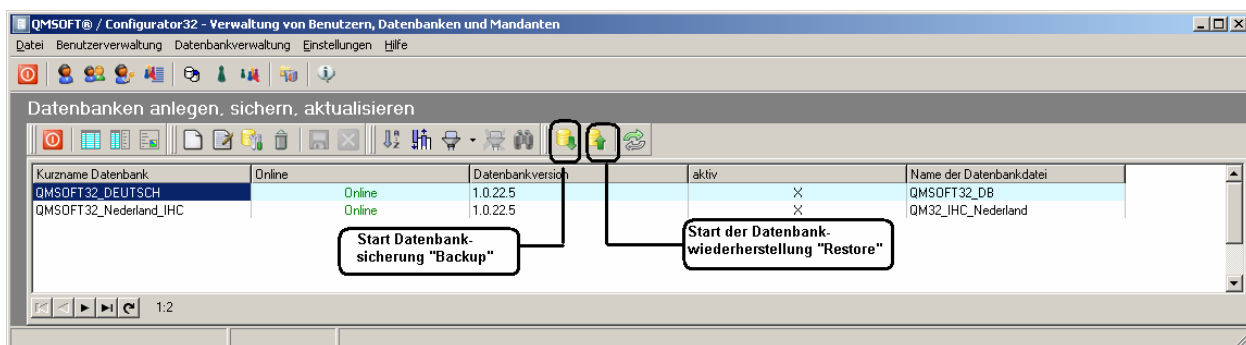 QMSOFT® / Configurator32 - Verwaltung von Benutzern, Datenbanken und Mandanten
Datei Benutzerverwaltung Datenbankverwaltung Einstellungen Hilfe
Datenbanken anlegen, sichern, aktualisieren
Kurzname Datenbank Online Datenbankversion aktiv Name der Datenbankdatei
QMSOFT32_DEUTSCH Online 1.0.22.5 X QMSOFT32_DB
QMSOFT32_Nederland_IHC Online 1.0.22.5 X QM32_IHC_Nederland
Start Datenbank-
sicherung "Backup"
Start der Datenbank-
wiederherstellung "Restore"
1:2